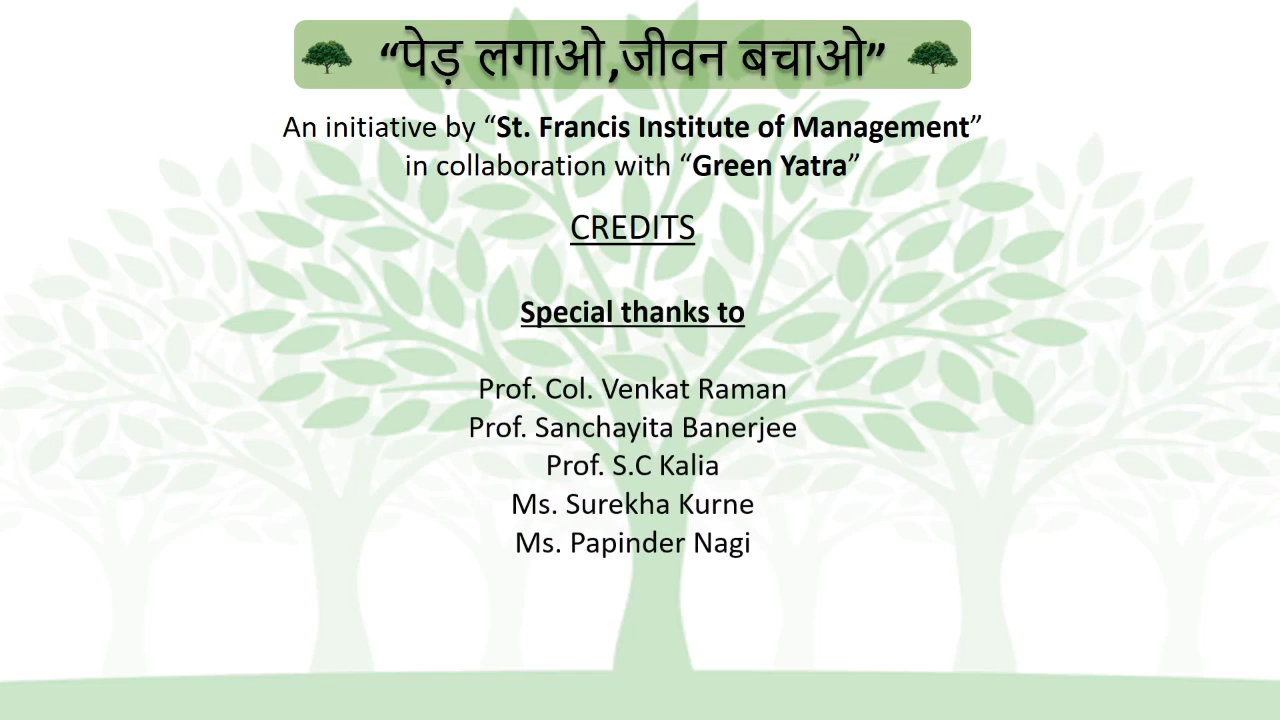 “पेड़ लगाओ,जीवन बचाओ”
An initiative by “St. Francis Institute of Management”
in collaboration with “Green Yatra”
CREDITS
Special thanks to
Prof. Col. Venkat Raman
Prof. Sanchayita Banerjee
Prof. S.C Kalia
Ms. Surekha Kurne
Ms. Papinder Nagi